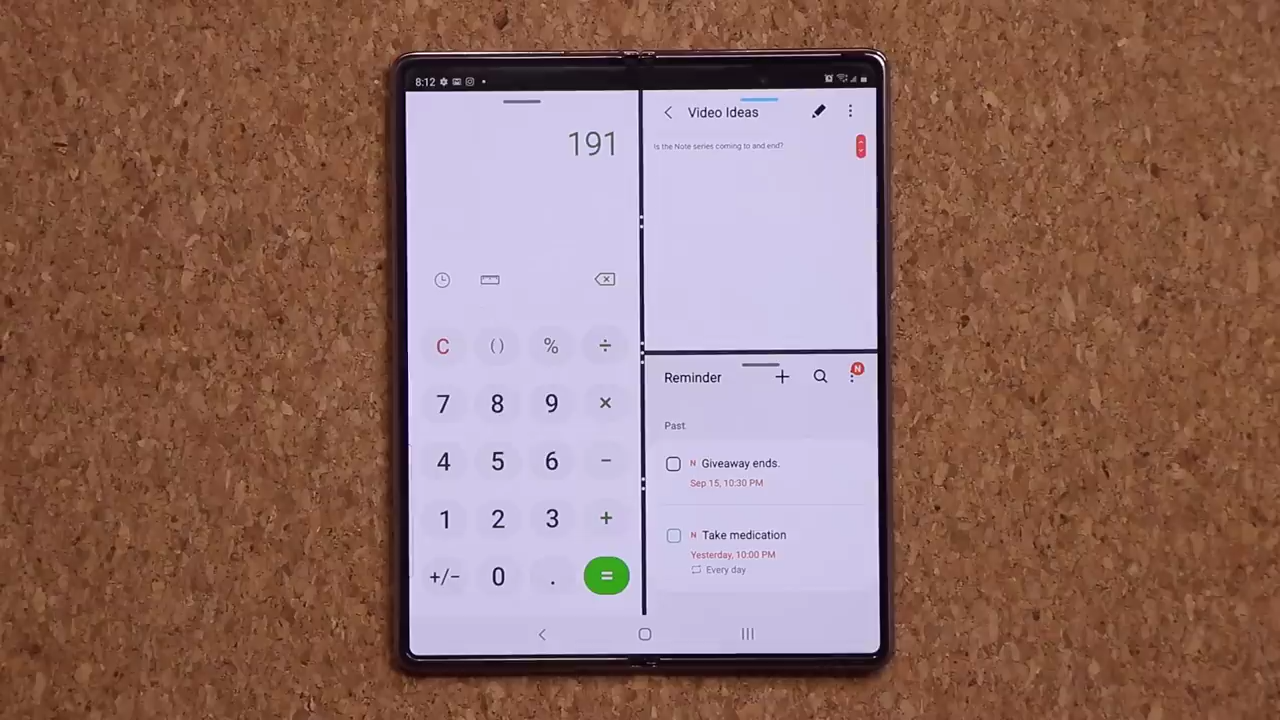 8:12
191
C () % ÷
7 8 9 ×
4 5 6 −
1 2 3 +
+/− 0 . =
Video Ideas
Is the Note series coming to and end?
Reminder
N
Past
N Giveaway ends.
Sep 15, 10:30 PM
N Take medication
Yesterday, 10:00 PM
Every day